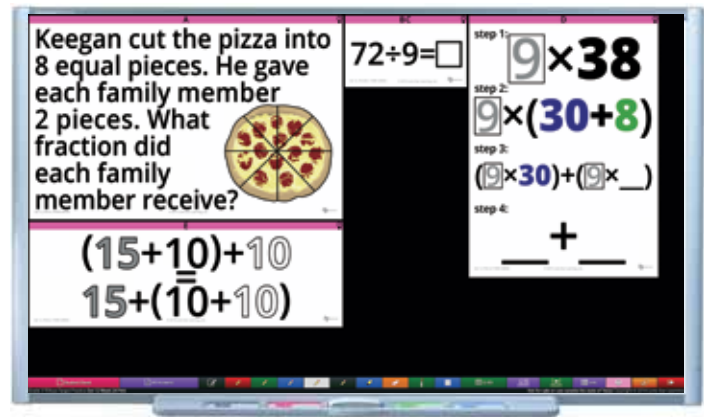 A
Keegan cut the pizza into
8 equal pieces. He gave
each family member
2 pieces. What
fraction did
each family
member receive?
BC
72÷9=□
D
step 1:
9×38
step 2:
9×(30+8)
step 3:
(9×30)+(9×__)
step 4:
__+__
E
(15+10)+10
=
15+(10+10)